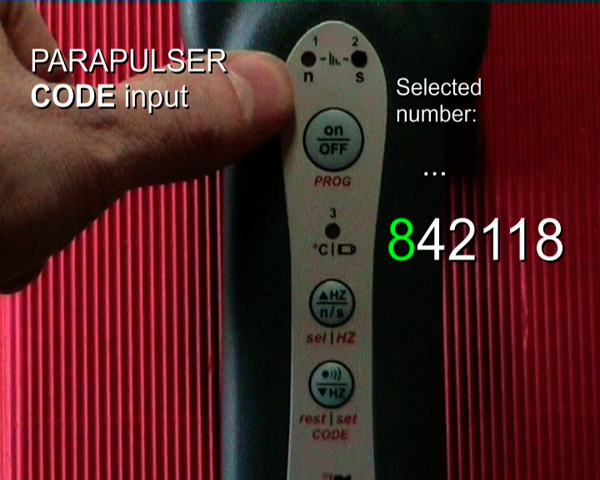 PARAPULSER
CODE input
Selected
number:
...
842118
1 2
n s
on
OFF
PROG
3
°C|
▲HZ
n/s
sel|HZ
●)))
▼HZ
rest|set
CODE